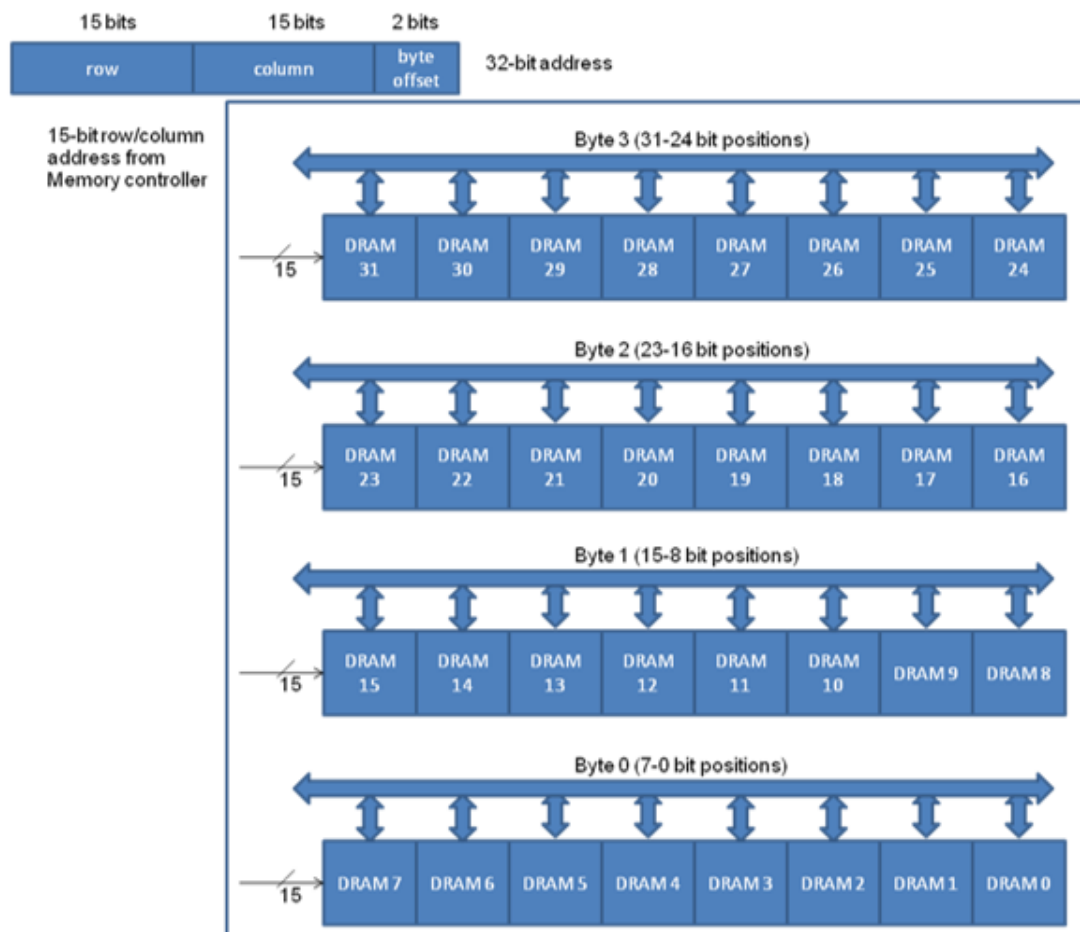 15 bits 15 bits 2 bits
row column byte
offset
32-bit address
15-bit row/column
address from
Memory controller
Byte 3 (31-24 bit positions)
15
DRAM DRAM DRAM DRAM DRAM DRAM DRAM DRAM
31 30 29 28 27 26 25 24
Byte 2 (23-16 bit positions)
15
DRAM DRAM DRAM DRAM DRAM DRAM DRAM DRAM
23 22 21 20 19 18 17 16
Byte 1 (15-8 bit positions)
15
DRAM DRAM DRAM DRAM DRAM DRAM DRAM 9 DRAM 8
15 14 13 12 11 10
Byte 0 (7-0 bit positions)
15
DRAM 7 DRAM 6 DRAM 5 DRAM 4 DRAM 3 DRAM 2 DRAM 1 DRAM 0